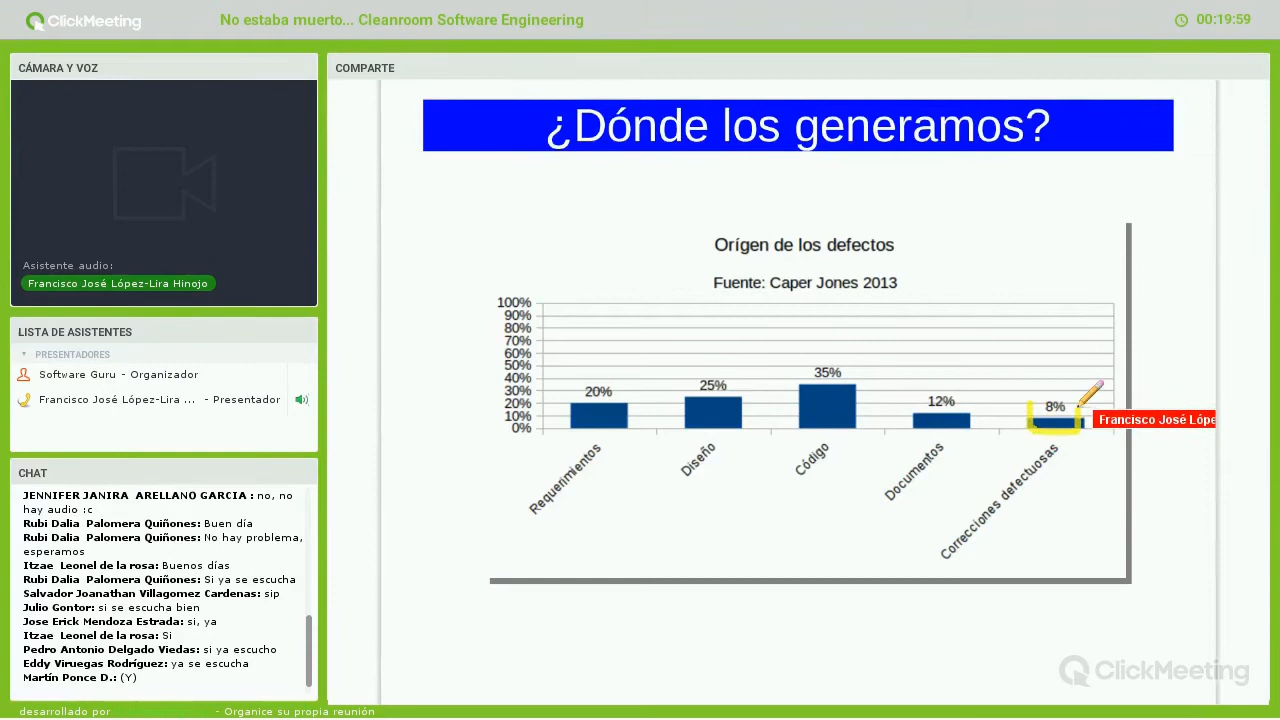 ClickMeeting
No estaba muerto... Cleanroom Software Engineering
00:19:59
CÁMARA Y VOZ
Asistente audio:
Francisco José López-Lira Hinojo
LISTA DE ASISTENTES
PRESENTADORES
Software Guru - Organizador
Francisco José López-Lira ... - Presentador
CHAT
JENNIFER JANIRA ARELLANO GARCIA : no, no
hay audio :c
Rubi Dalia Palomera Quiñones: Buen día
Rubi Dalia Palomera Quiñones: No hay problema,
esperamos
Itzae Leonel de la rosa: Buenos días
Rubi Dalia Palomera Quiñones: Si ya se escucha
Salvador Joanathan Villagomez Cardenas: sip
Julio Gontor: si se escucha bien
Jose Erick Mendoza Estrada: si, ya
Itzae Leonel de la rosa: Si
Pedro Antonio Delgado Viedas: si ya escucho
Eddy Viruegas Rodríguez: ya se escucha
Martín Ponce D.: (Y)
desarrollado por - Organice su propia reunión
COMPARTE
¿Dónde los generamos?
Orígen de los defectos
Fuente: Caper Jones 2013
100%
90%
80%
70%
60%
50%
40%
30%
20%
10%
0%
20%
25%
35%
12%
8%
Francisco José Lópe
Requerimientos
Diseño
Código
Documentos
Correcciones defectuosas
ClickMeeting